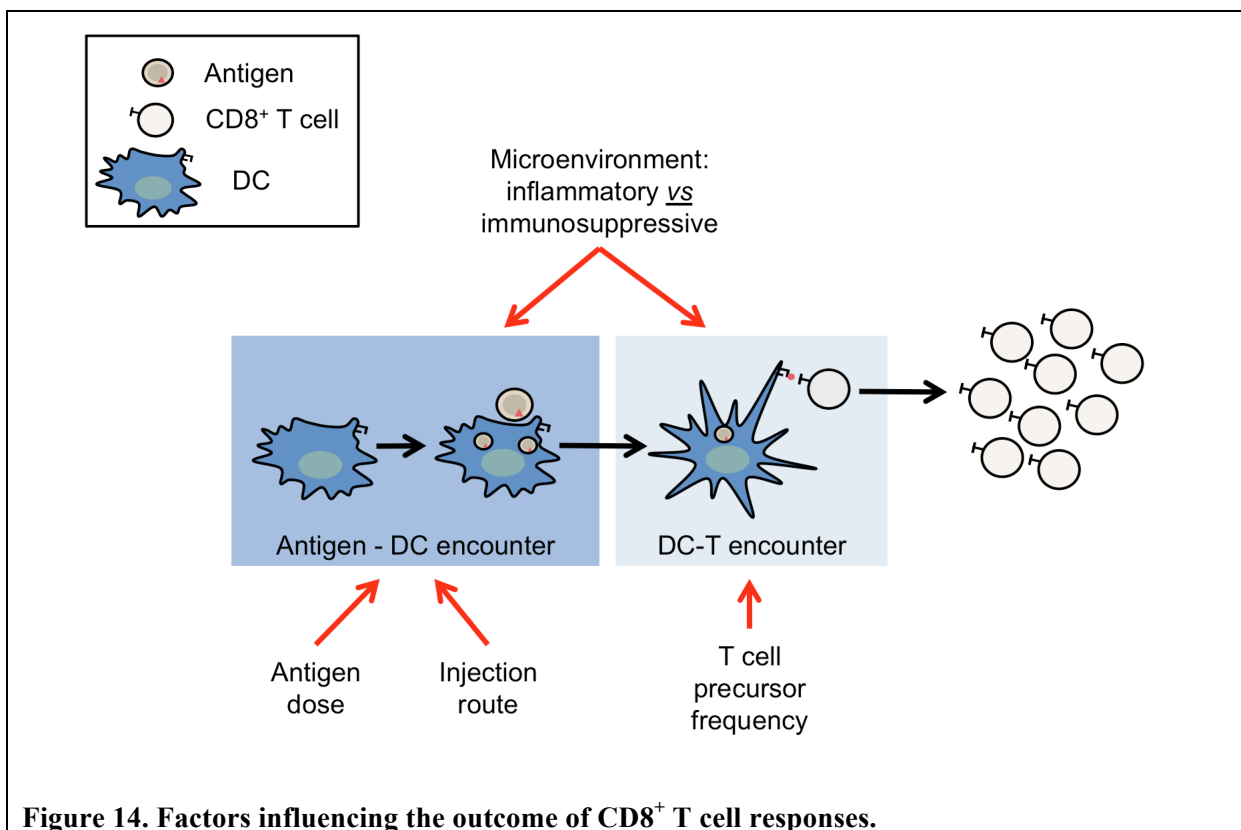 Antigen
CD8⁺ T cell
DC
Microenvironment:
inflammatory vs
immunosuppressive
Antigen - DC encounter
DC-T encounter
Antigen
dose
Injection
route
T cell
precursor
frequency
Figure 14. Factors influencing the outcome of CD8⁺ T cell responses.